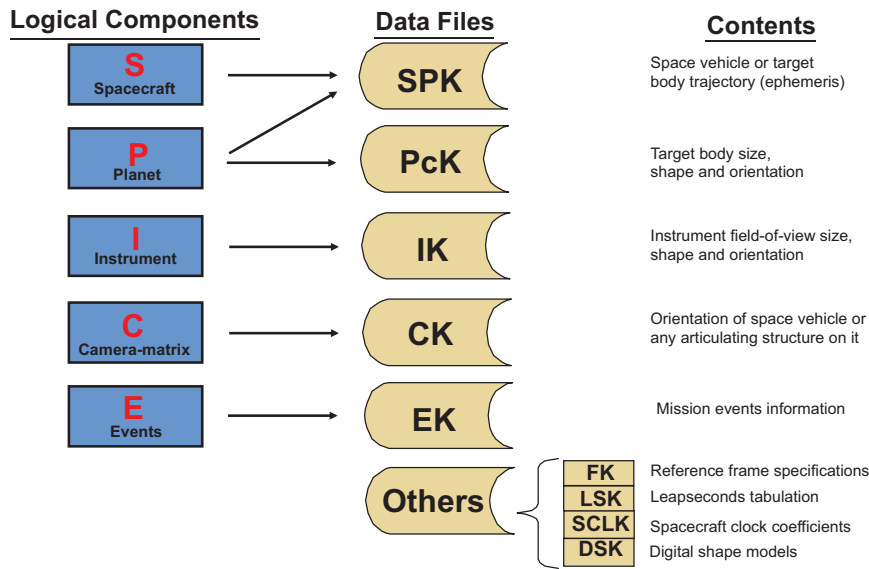 Logical Components
Data Files
Contents
S
Spacecraft
SPK
Space vehicle or target
body trajectory (ephemeris)
P
Planet
PcK
Target body size,
shape and orientation
I
Instrument
IK
Instrument field-of-view size,
shape and orientation
C
Camera-matrix
CK
Orientation of space vehicle or
any articulating structure on it
E
Events
EK
Mission events information
Others
FK
Reference frame specifications
LSK
Leapseconds tabulation
SCLK
Spacecraft clock coefficients
DSK
Digital shape models